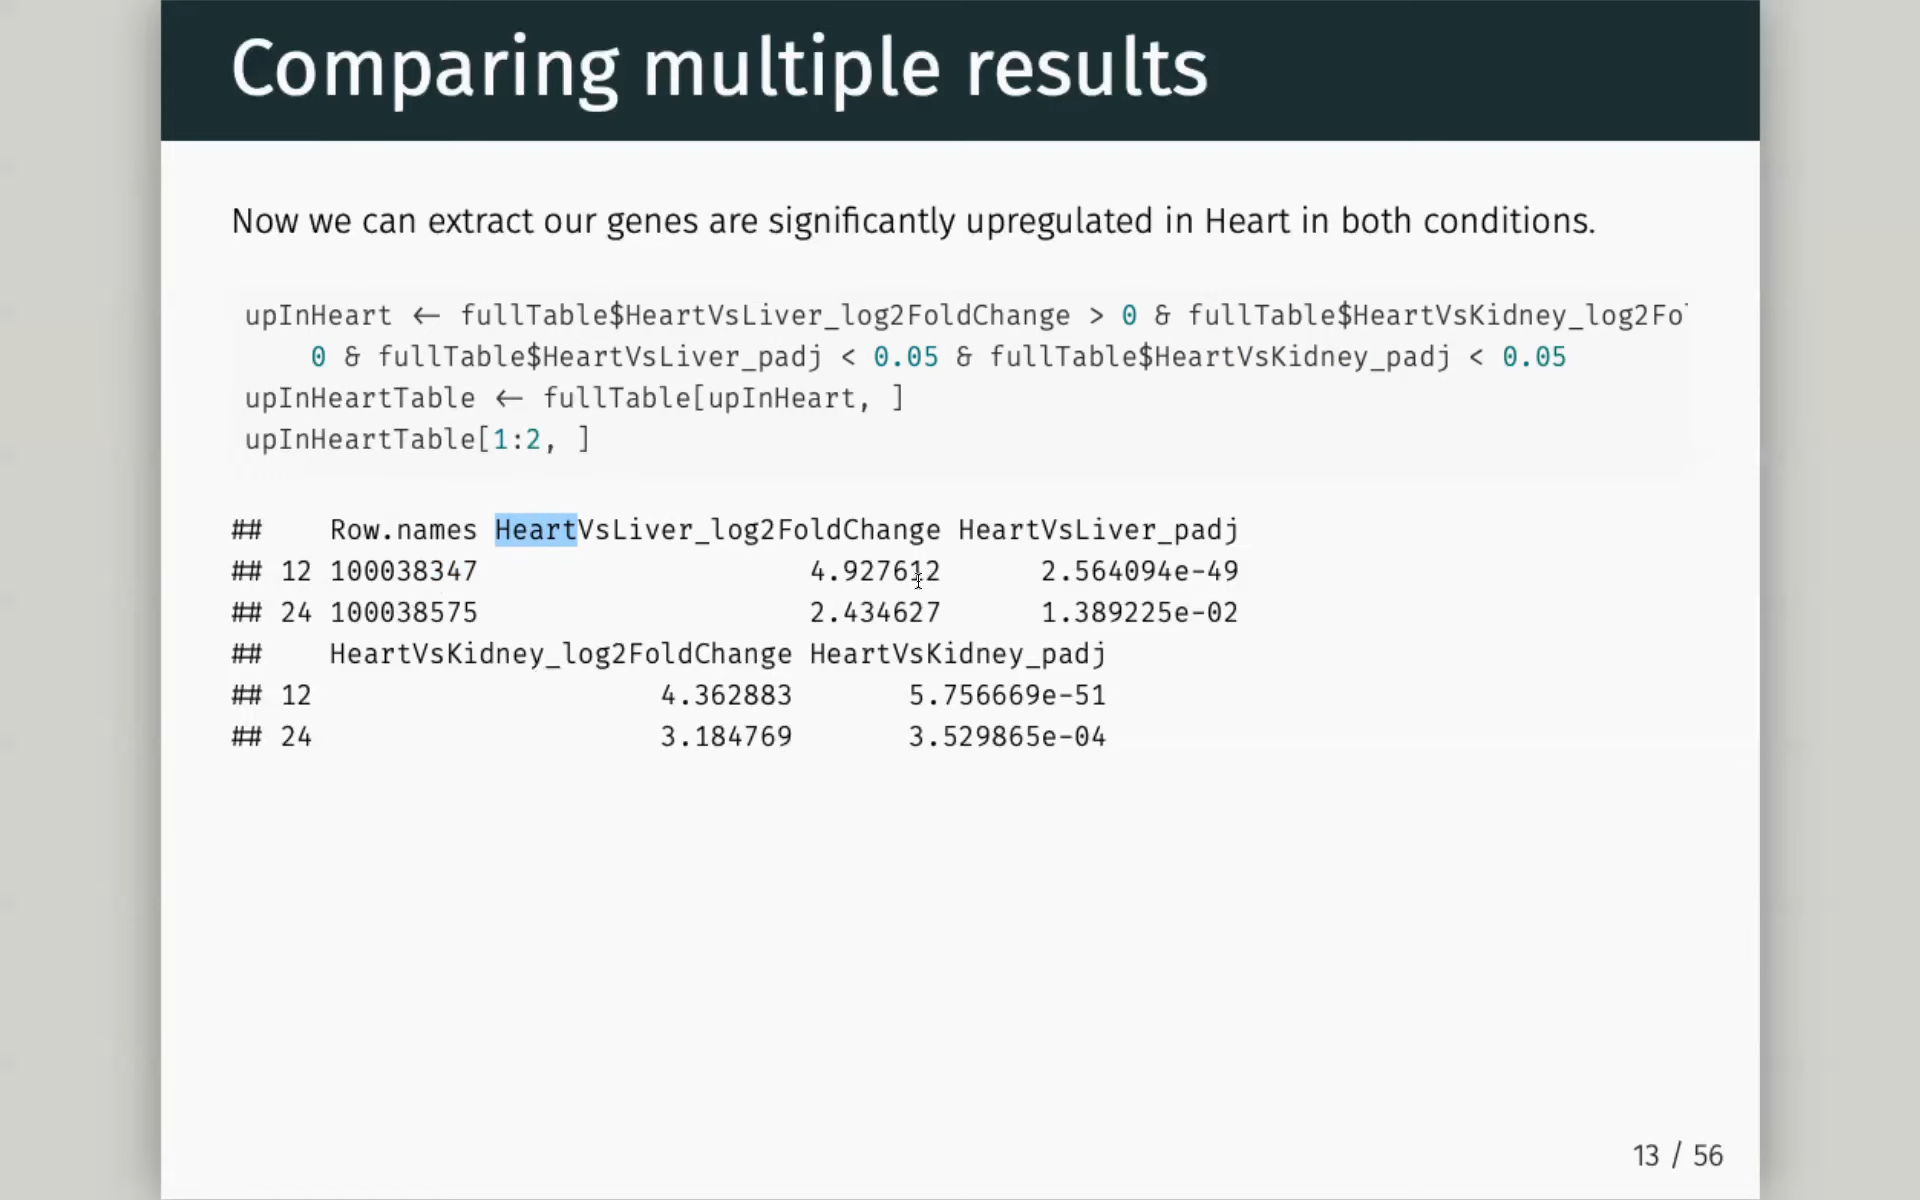 Comparing multiple results
Now we can extract our genes are significantly upregulated in Heart in both conditions.
upInHeart <- fullTable$HeartVsLiver_log2FoldChange > 0 & fullTable$HeartVsKidney_log2Fo
0 & fullTable$HeartVsLiver_padj < 0.05 & fullTable$HeartVsKidney_padj < 0.05
upInHeartTable <- fullTable[upInHeart, ]
upInHeartTable[1:2, ]
## Row.names HeartVsLiver_log2FoldChange HeartVsLiver_padj
## 12 100038347 4.927612 2.564094e-49
## 24 100038575 2.434627 1.389225e-02
## HeartVsKidney_log2FoldChange HeartVsKidney_padj
## 12 4.362883 5.756669e-51
## 24 3.184769 3.529865e-04
13 / 56